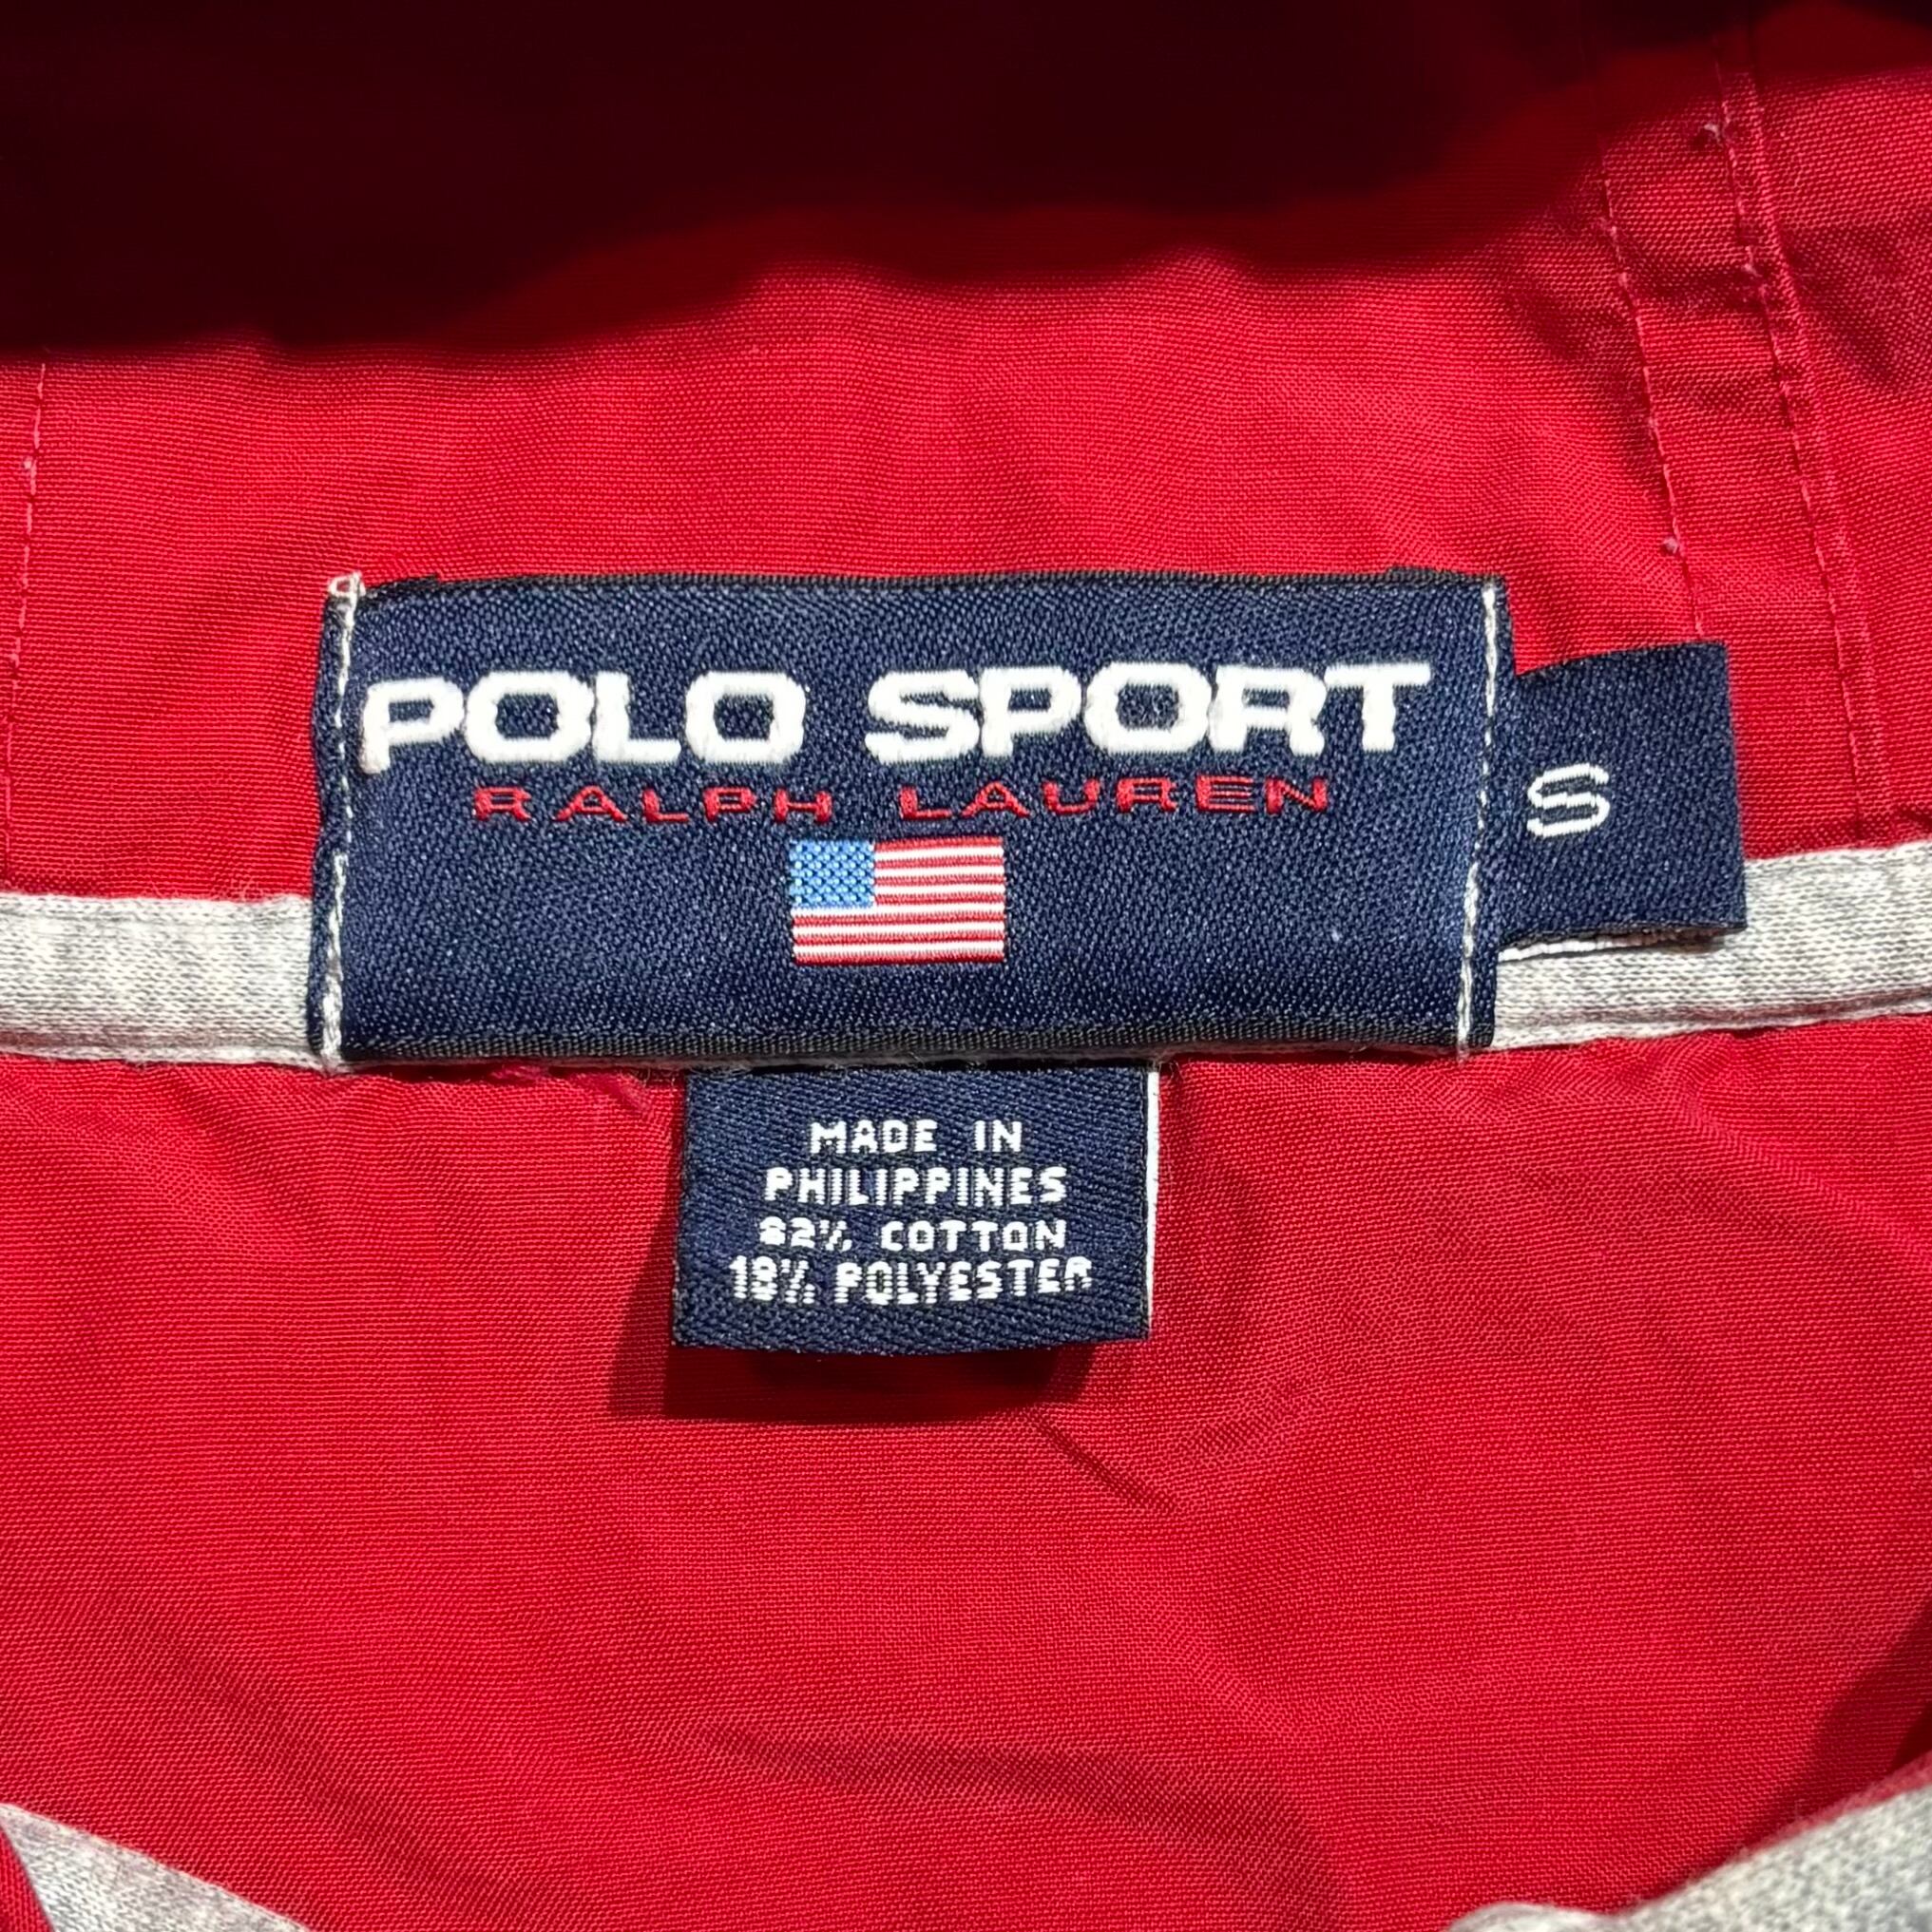 POLO SPORT
RALPH LAUREN
S
MADE IN
PHILIPPINES
82% COTTON
18% POLYESTER